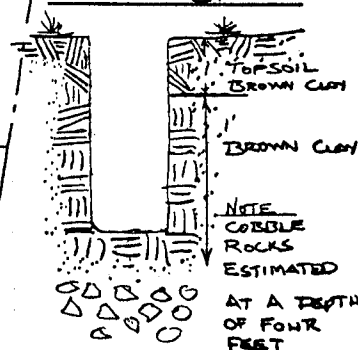 TOPSOIL
BROWN CLAY
1'
BROWN CLAY
NOTE
COBBLE
ROCKS
ESTIMATED
AT A DEPTH
OF FOUR
FEET